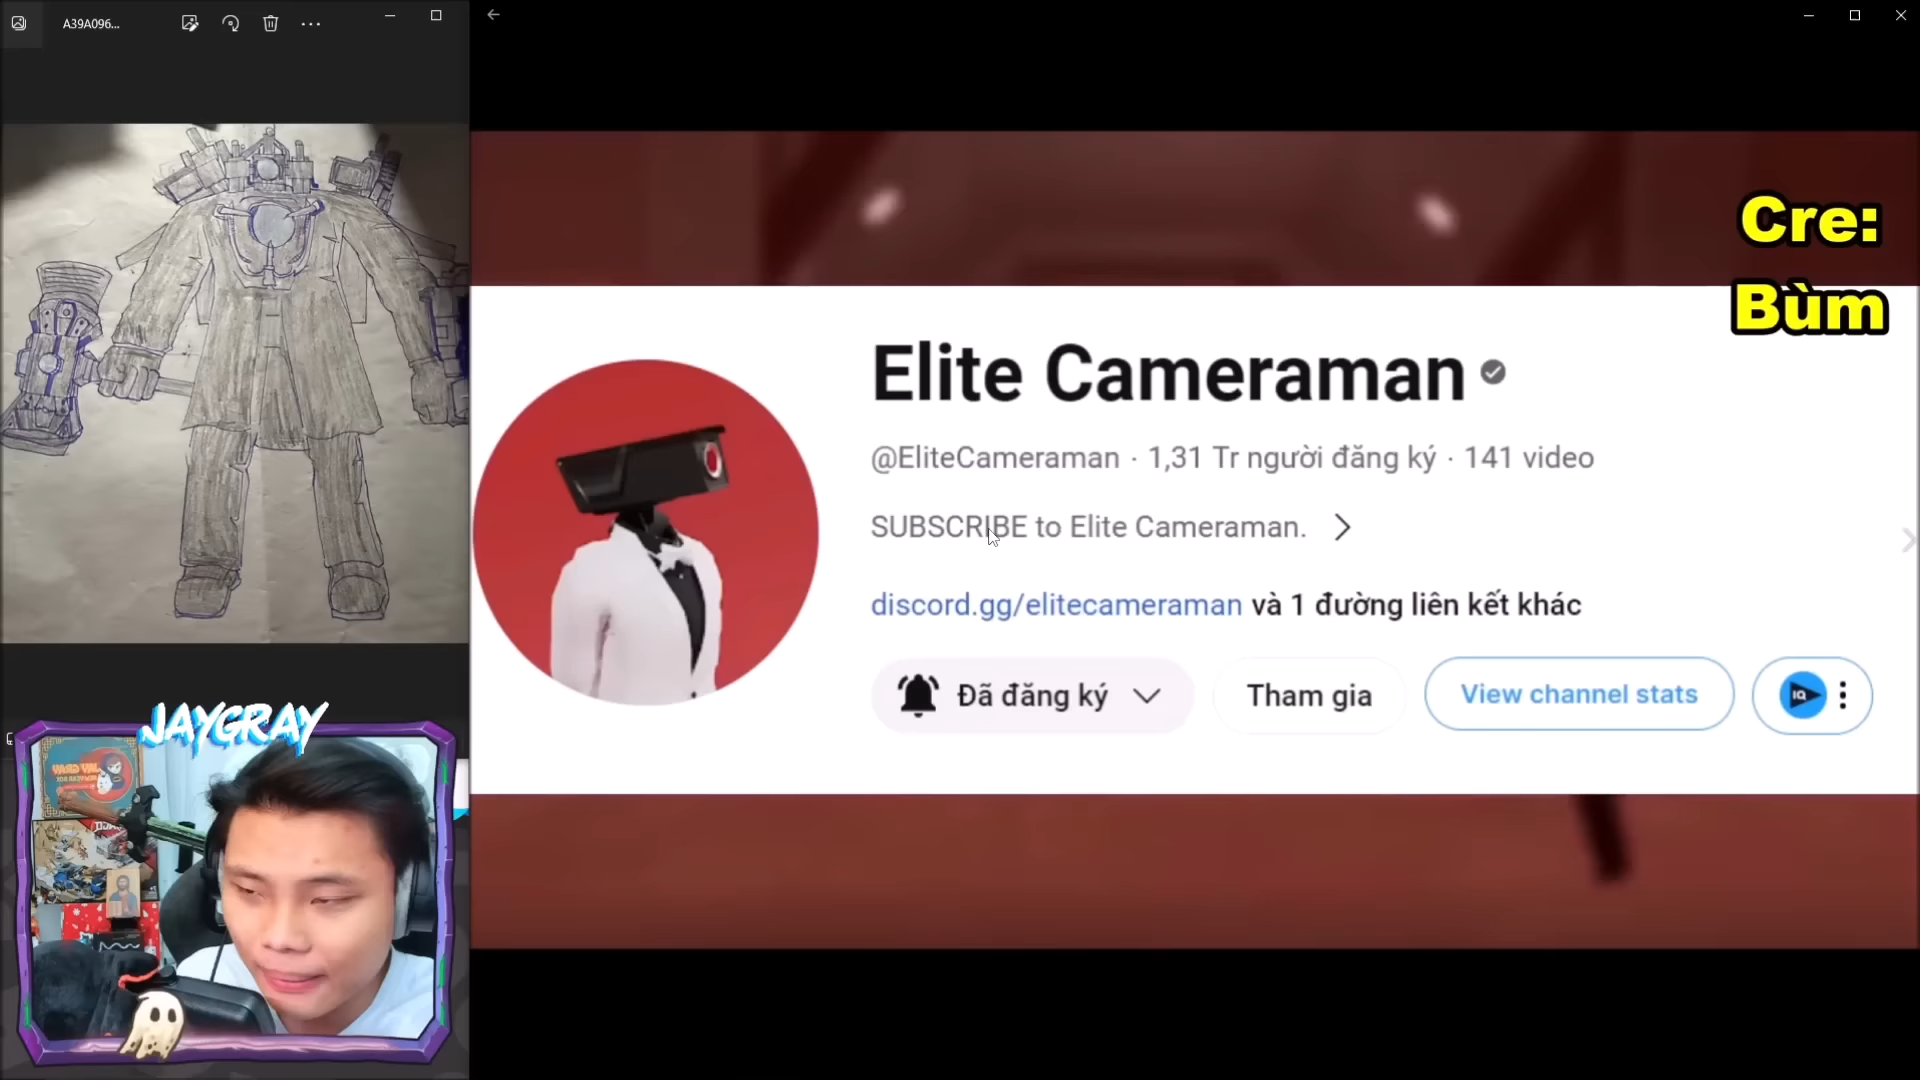 A39A096...
Cre:
Bùm
Elite Cameraman
@EliteCameraman · 1,31 Tr người đăng ký · 141 video
SUBSCRIBE to Elite Cameraman.
discord.gg/elitecameraman và 1 đường liên kết khác
Đã đăng ký
Tham gia
View channel stats
IQ
JAYGRAY